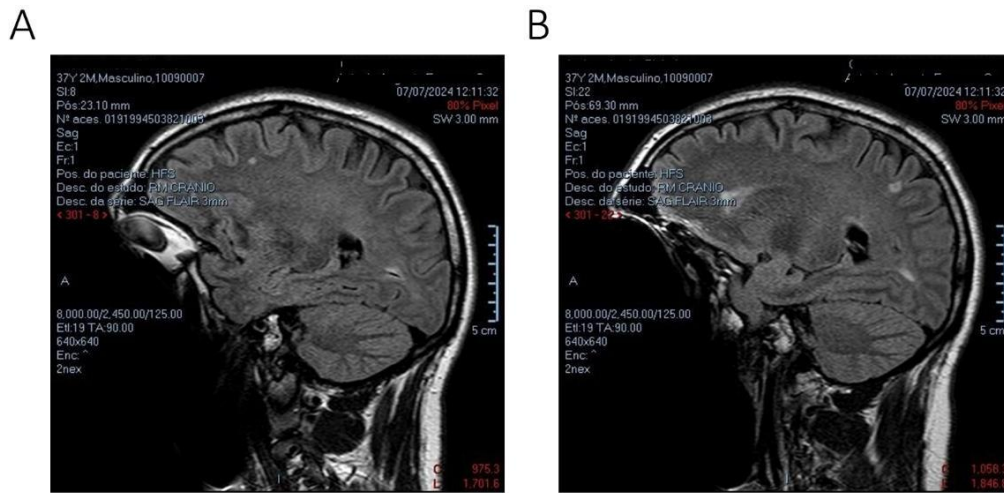 A
37Y 2M,Masculino,10090007
SI:8
Pós:23.10 mm
Nº aces. 0191994503821003
Sag
Ec:1
Fr:1
Pos. do paciente: HFS
Desc. do estudo: RM CRANIO
Desc. da série: SAG FLAIR 3mm
< 301 - 8 >
07/07/2024 12:11:32
80% Pixel
SW 3.00 mm
A
5 cm
8,000.00/2,450.00/125.00
Etl:19 TA:90.00
640x640
Enc: ^
2nex
C 975.3
L 1,701.6
B
37Y 2M,Masculino,10090007
SI:22
Pós:69.30 mm
Nº aces. 0191994503821003
Sag
Ec:1
Fr:1
Pos. do paciente: HFS
Desc. do estudo: RM CRANIO
Desc. da série: SAG FLAIR 3mm
< 301 - 22
07/07/2024 12:11:32
80% Pixel
SW 3.00 mm
A
5 cm
8,000.00/2,450.00/125.00
Etl:19 TA:90.00
640x640
Enc: ^
2nex